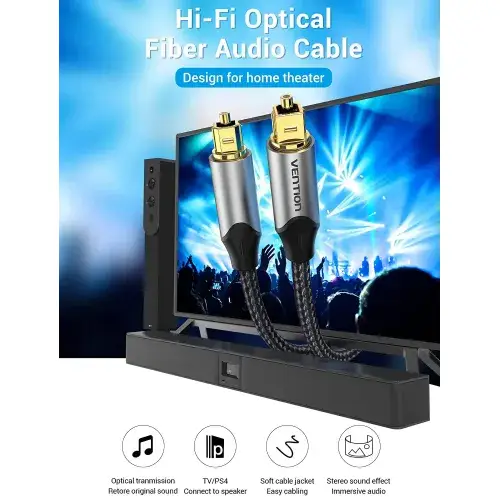 Hi-Fi Optical
Fiber Audio Cable
Design for home theater
VENTION
Optical tranmission
Retore original sound
TV/PS4
Connect to speaker
Soft cable jacket
Easy cabling
Stereo sound effect
Immersive audio